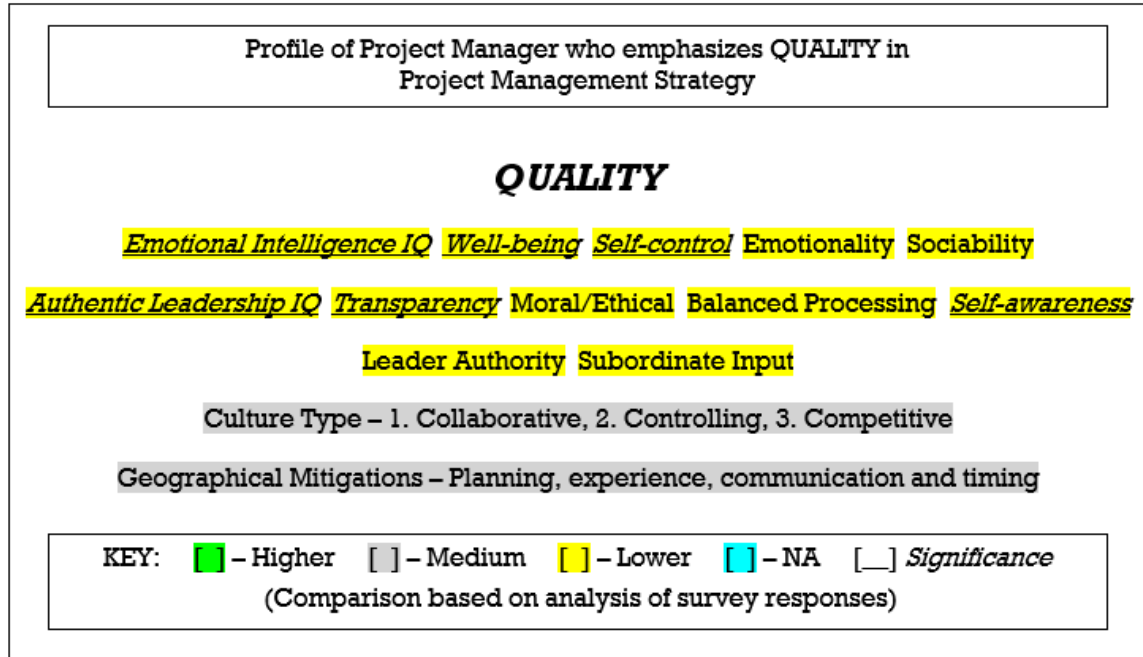 Profile of Project Manager who emphasizes QUALITY in
Project Management Strategy
QUALITY
Emotional Intelligence IQ Well-being Self-control Emotionality Sociability
Authentic Leadership IQ Transparency Moral/Ethical Balanced Processing Self-awareness
Leader Authority Subordinate Input
Culture Type – 1. Collaborative, 2. Controlling, 3. Competitive
Geographical Mitigations – Planning, experience, communication and timing
KEY: [ ] – Higher [ ] – Medium [ ] – Lower [ ] – NA [__] Significance
(Comparison based on analysis of survey responses)